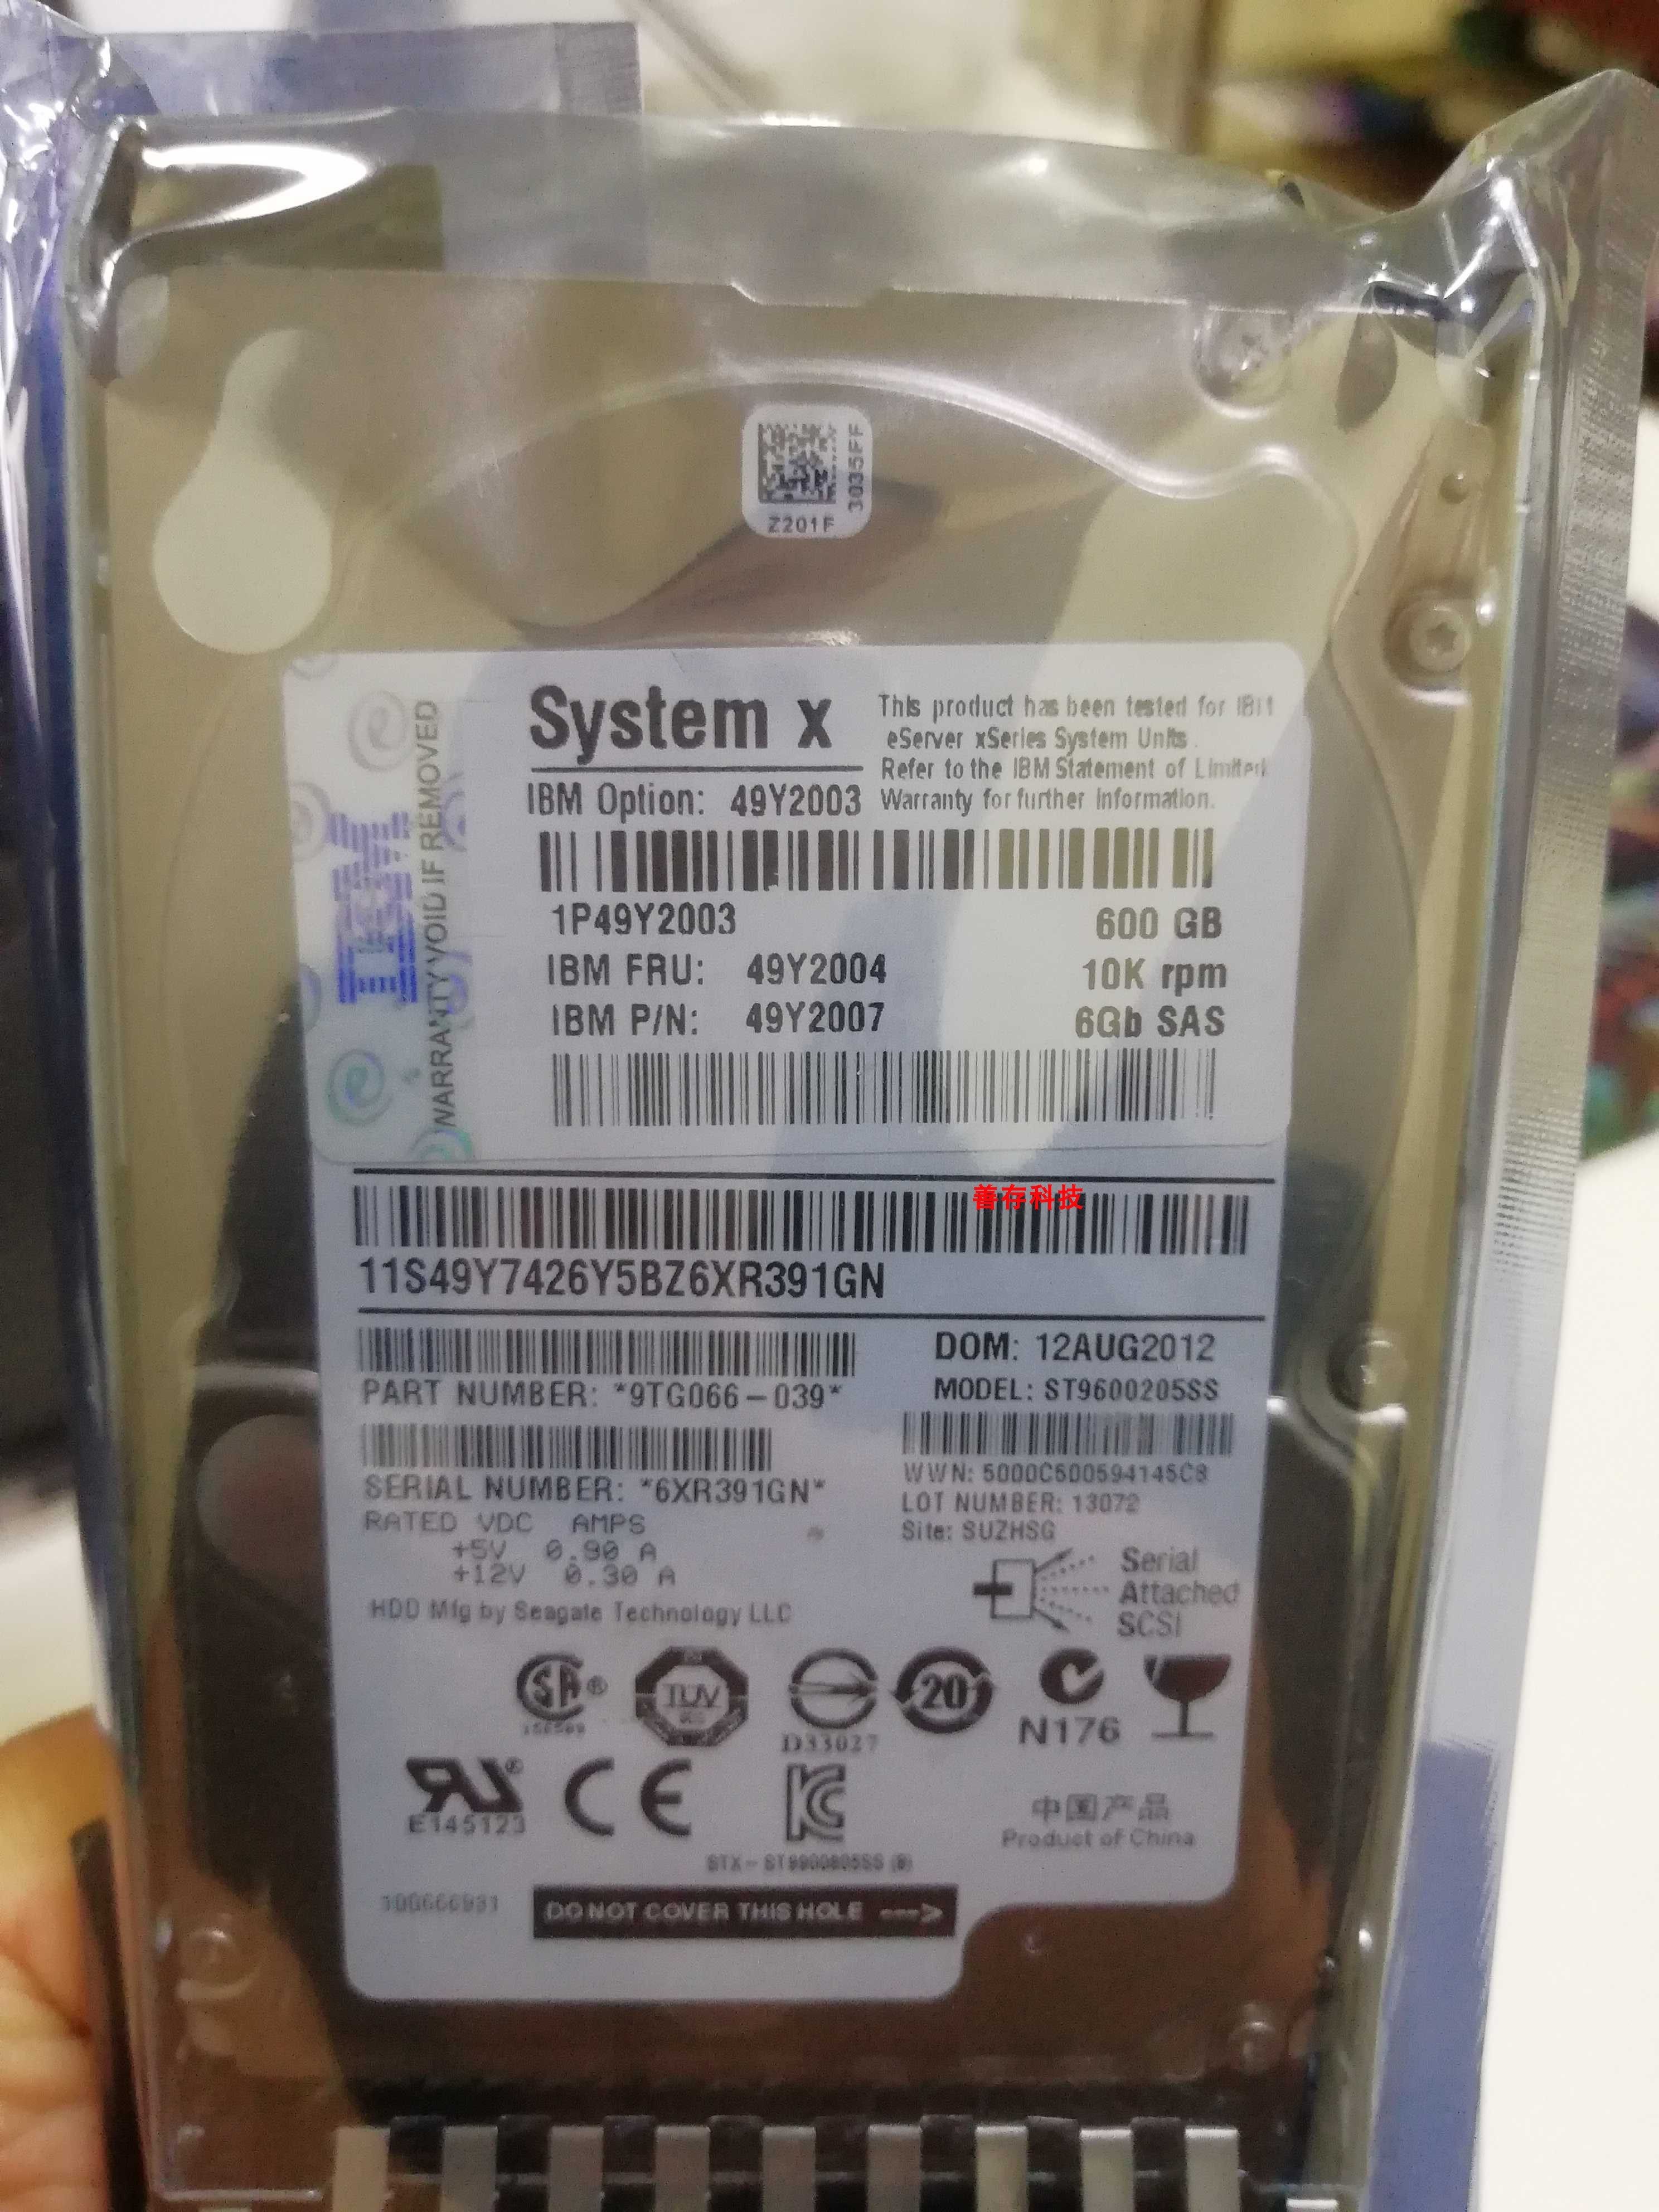 3035FF
Z201F
IBM
WARRANTY VOID IF REMOVED
System x
This product has been tested for IBM
eServer xSeries System Units.
Refer to the IBM Statement of Limited
Warranty for further information.
IBM Option: 49Y2003
1P49Y2003 600 GB
IBM FRU: 49Y2004 10K rpm
IBM P/N: 49Y2007 6Gb SAS
善存科技
11S49Y7426Y5BZ6XR391GN
DOM: 12AUG2012
PART NUMBER: *9TG066-039*
MODEL: ST9600205SS
SERIAL NUMBER: *6XR391GN*
WWN: 5000C500594145C8
LOT NUMBER: 13072
Site: SUZHSG
RATED VDC AMPS
+5V 0.90 A
+12V 0.30 A
HDD Mfg by Seagate Technology LLC
Serial
Attached
SCSI
SA®
TUV
20
D33027
N176
E145123
CE
中国产品
Product of China
DO NOT COVER THIS HOLE --->